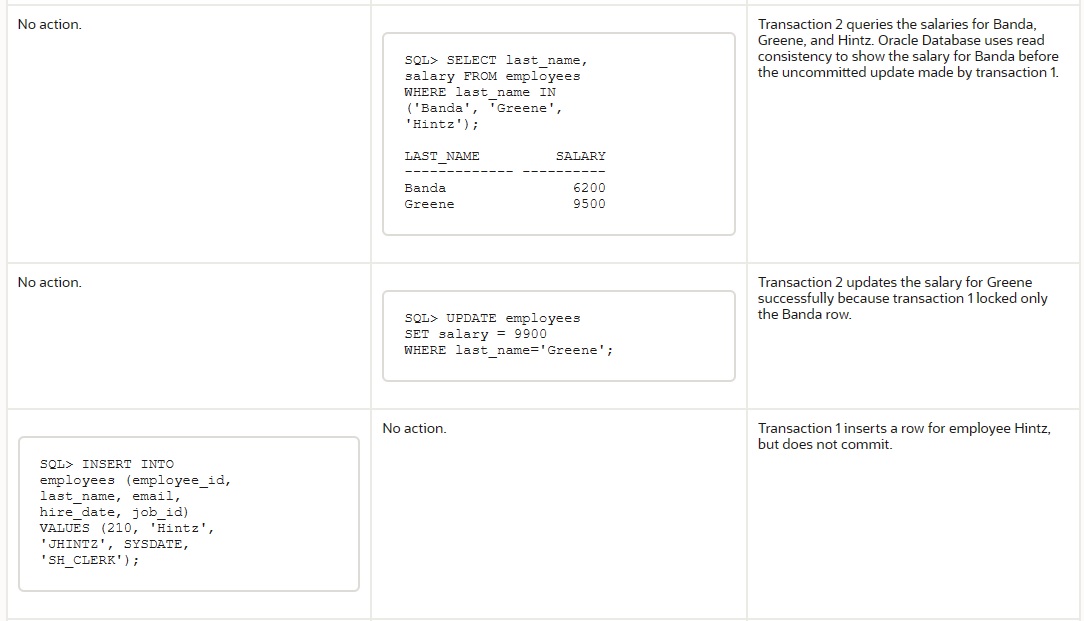 No action.
SQL> SELECT last_name,
salary FROM employees
WHERE last_name IN
('Banda', 'Greene',
'Hintz');
LAST_NAME SALARY
------------- ----------
Banda 6200
Greene 9500
Transaction 2 queries the salaries for Banda,
Greene, and Hintz. Oracle Database uses read
consistency to show the salary for Banda before
the uncommitted update made by transaction 1.
No action.
SQL> UPDATE employees
SET salary = 9900
WHERE last_name='Greene';
Transaction 2 updates the salary for Greene
successfully because transaction 1 locked only
the Banda row.
SQL> INSERT INTO
employees (employee_id,
last_name, email,
hire_date, job_id)
VALUES (210, 'Hintz',
'JHINTZ', SYSDATE,
'SH_CLERK');
No action.
Transaction 1 inserts a row for employee Hintz,
but does not commit.